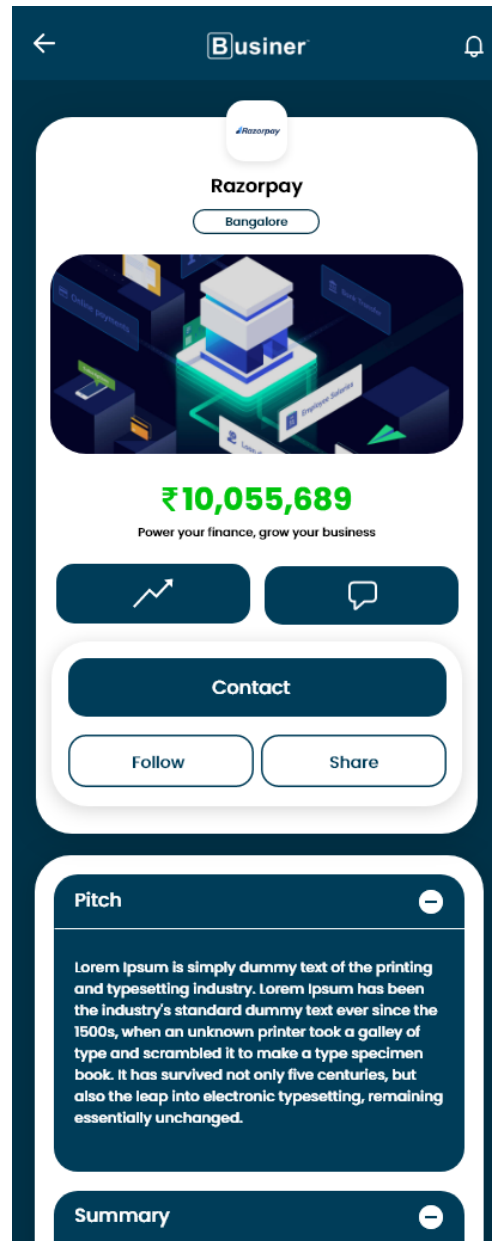 Businer
Razorpay
Razorpay
Bangalore
Online payments
Bank Transfer
Employee Salaries
₹10,055,689
Power your finance, grow your business
Contact
Follow
Share
Pitch
Lorem Ipsum is simply dummy text of the printing
and typesetting industry. Lorem Ipsum has been
the industry's standard dummy text ever since the
1500s, when an unknown printer took a galley of
type and scrambled it to make a type specimen
book. It has survived not only five centuries, but
also the leap into electronic typesetting, remaining
essentially unchanged.
Summary